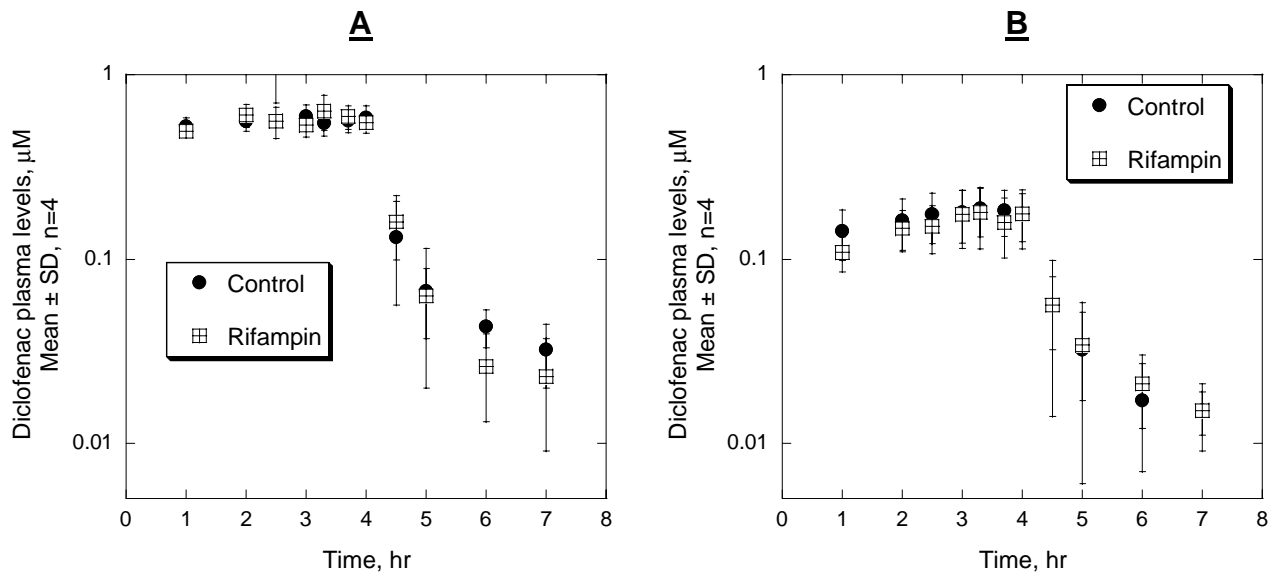 A
Diclofenac plasma levels, μM
Mean ± SD, n=4
1
0.1
0.01
Control
Rifampin
0 1 2 3 4 5 6 7 8
Time, hr
B
Diclofenac plasma levels, μM
Mean ± SD, n=4
1
0.1
0.01
Control
Rifampin
0 1 2 3 4 5 6 7 8
Time, hr